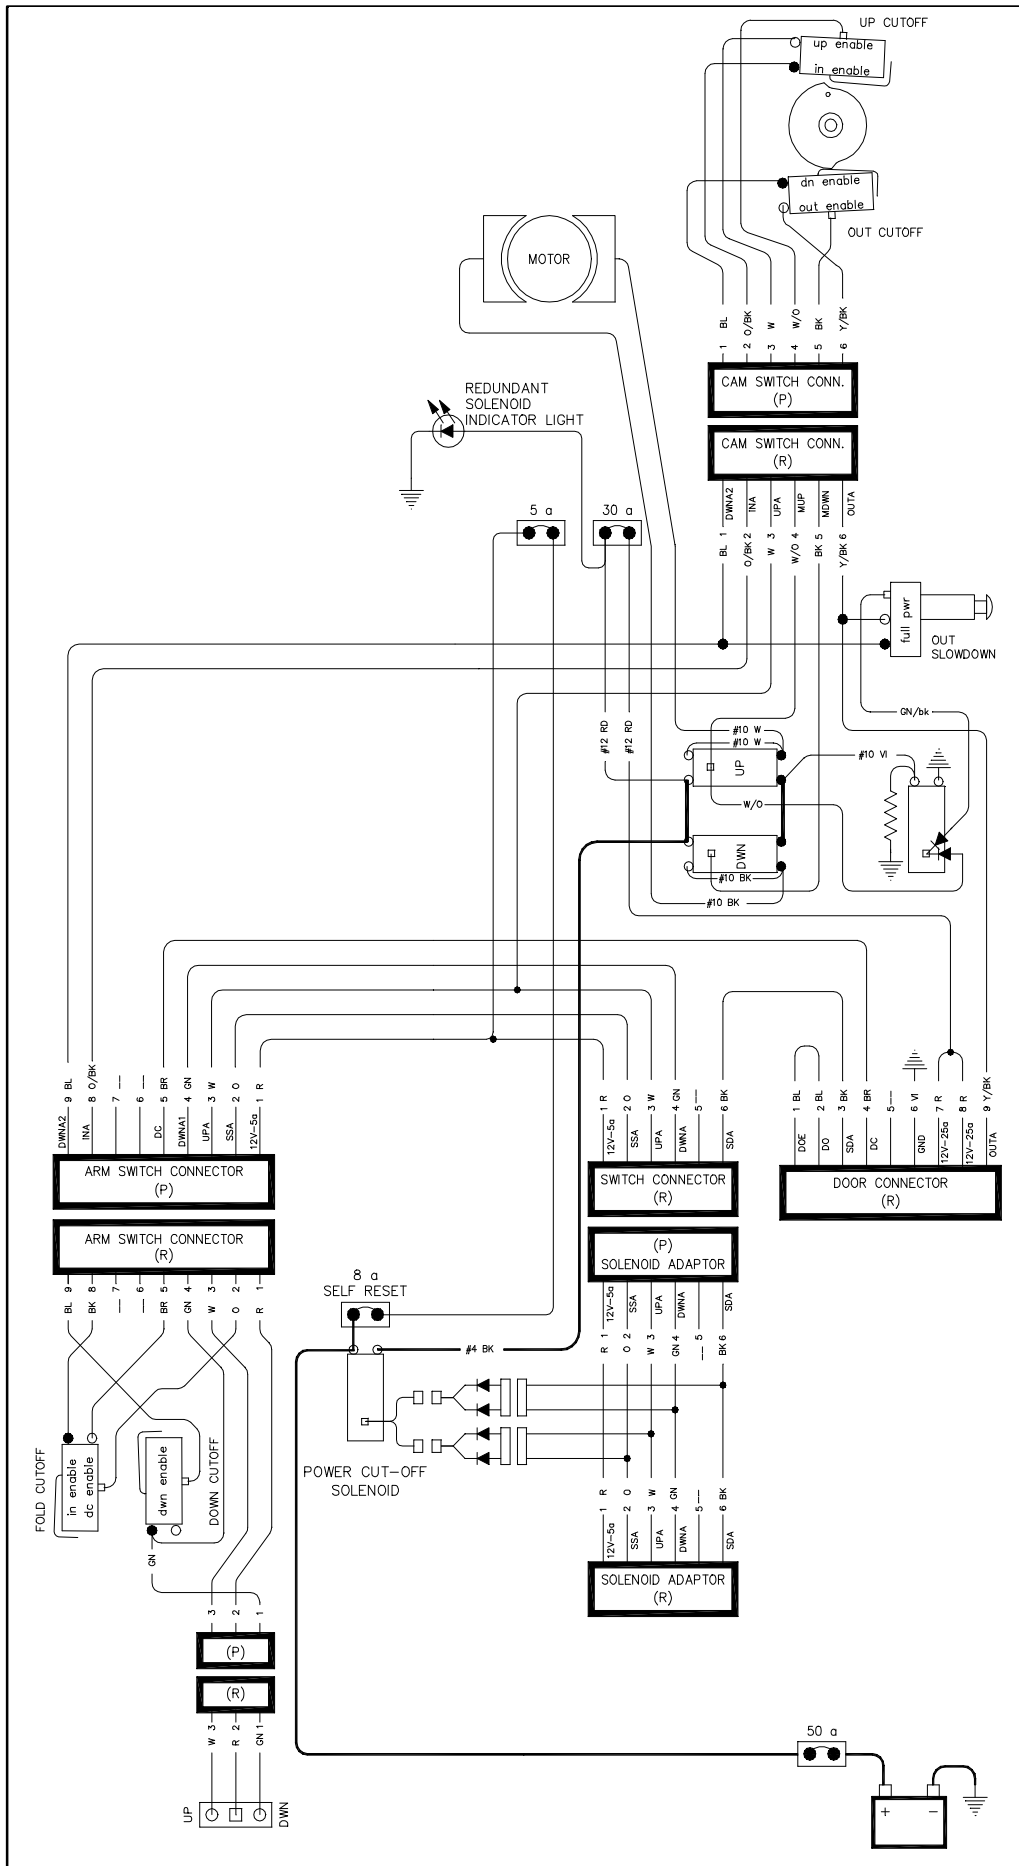 UP CUTOFF
up enable
in enable
dn enable
out enable
OUT CUTOFF
MOTOR
1 BL
2 O/BK
3 W
4 W/O
5 BK
6 Y/BK
CAM SWITCH CONN.
(P)
REDUNDANT
SOLENOID
INDICATOR LIGHT
CAM SWITCH CONN.
(R)
DWNA2
INA
UPA
MUP
MDWN
OUTA
BL 1
O/BK 2
W 3
W/O 4
BK 5
Y/BK 6
5 a
30 a
full pwr
OUT
SLOWDOWN
GN/bk
#12 RD
#12 RD
#10 W
#10 W
UP
#10 VI
W/O
DWN
#10 BK
#10 BK
9 BL
8 O/BK
7 --
6 --
5 BR
4 GN
3 W
2 O
1 R
DWNA2
INA
DC
DWNA1
UPA
SSA
12V-5a
ARM SWITCH CONNECTOR
(P)
1 R
2 O
3 WL
4 GN
5 --
6 BK
12V-5a
SSA
UPA
DWNA
SDA
SWITCH CONNECTOR
(R)
1 BL
2 BL
3 BK
4 BR
5 --
6 VI
7 R
8 R
9 Y/BK
DOE
DO
SDA
DC
GND
12V-25a
12V-25a
OUTA
DOOR CONNECTOR
(R)
ARM SWITCH CONNECTOR
(R)
BL 9
BK 8
-- 7
-- 6
BR 5
GN 4
W 3
O 2
R 1
(P)
SOLENOID ADAPTOR
12V-5a
SSA
UPA
DWNA
SDA
R 1
O 2
W 3
GN 4
-- 5
BK 6
8 a
SELF RESET
#4 BK
POWER CUT-OFF
SOLENOID
FOLD CUTOFF
in enable
dc enable
dwn enable
DOWN CUTOFF
GN
1 R
2 O
3 W
4 GN
5 --
6 BK
12V-5a
SSA
UPA
DWNA
SDA
SOLENOID ADAPTOR
(R)
3
2
1
(P)
(R)
W 3
R 2
GN 1
UP
DWN
50 a
+
−